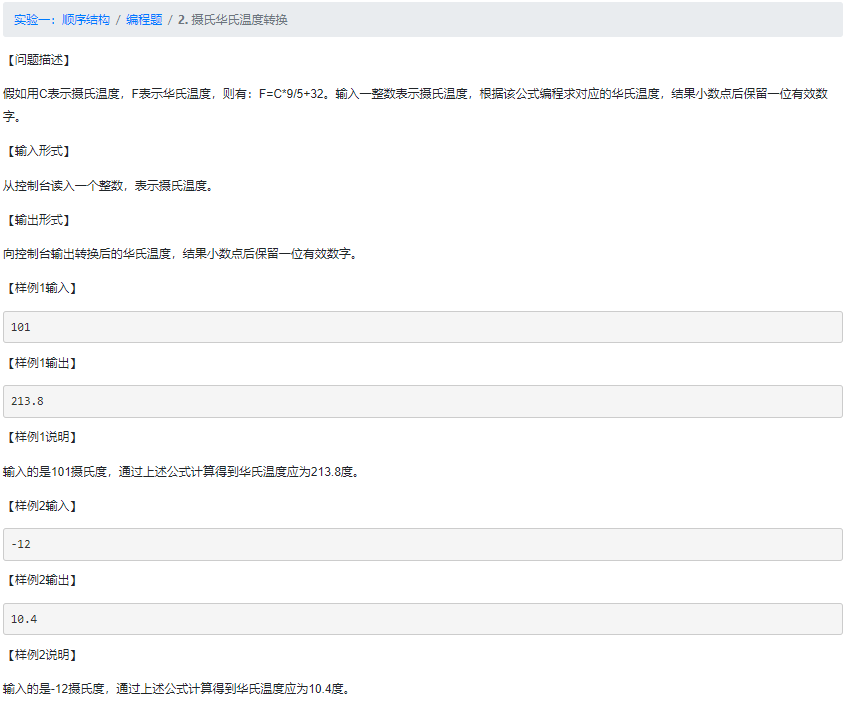 实验一：顺序结构 / 编程题 / 2. 摄氏华氏温度转换
【问题描述】
假如用C表示摄氏温度，F表示华氏温度，则有：F=C*9/5+32。输入一整数表示摄氏温度，根据该公式编程求对应的华氏温度，结果小数点后保留一位有效数
字。
【输入形式】
从控制台读入一个整数，表示摄氏温度。
【输出形式】
向控制台输出转换后的华氏温度，结果小数点后保留一位有效数字。
【样例1输入】
101
【样例1输出】
213.8
【样例1说明】
输入的是101摄氏度，通过上述公式计算得到华氏温度应为213.8度。
【样例2输入】
-12
【样例2输出】
10.4
【样例2说明】
输入的是-12摄氏度，通过上述公式计算得到华氏温度应为10.4度。